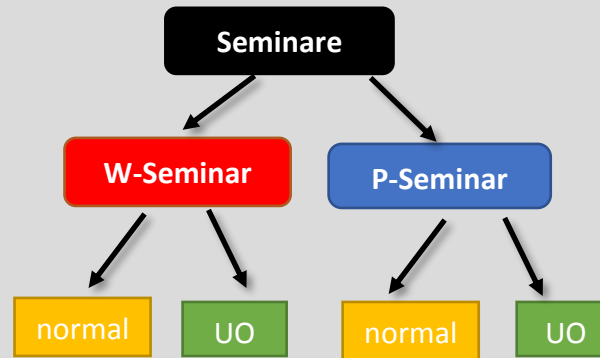 Seminare
W-Seminar
P-Seminar
normal
UO
normal
UO